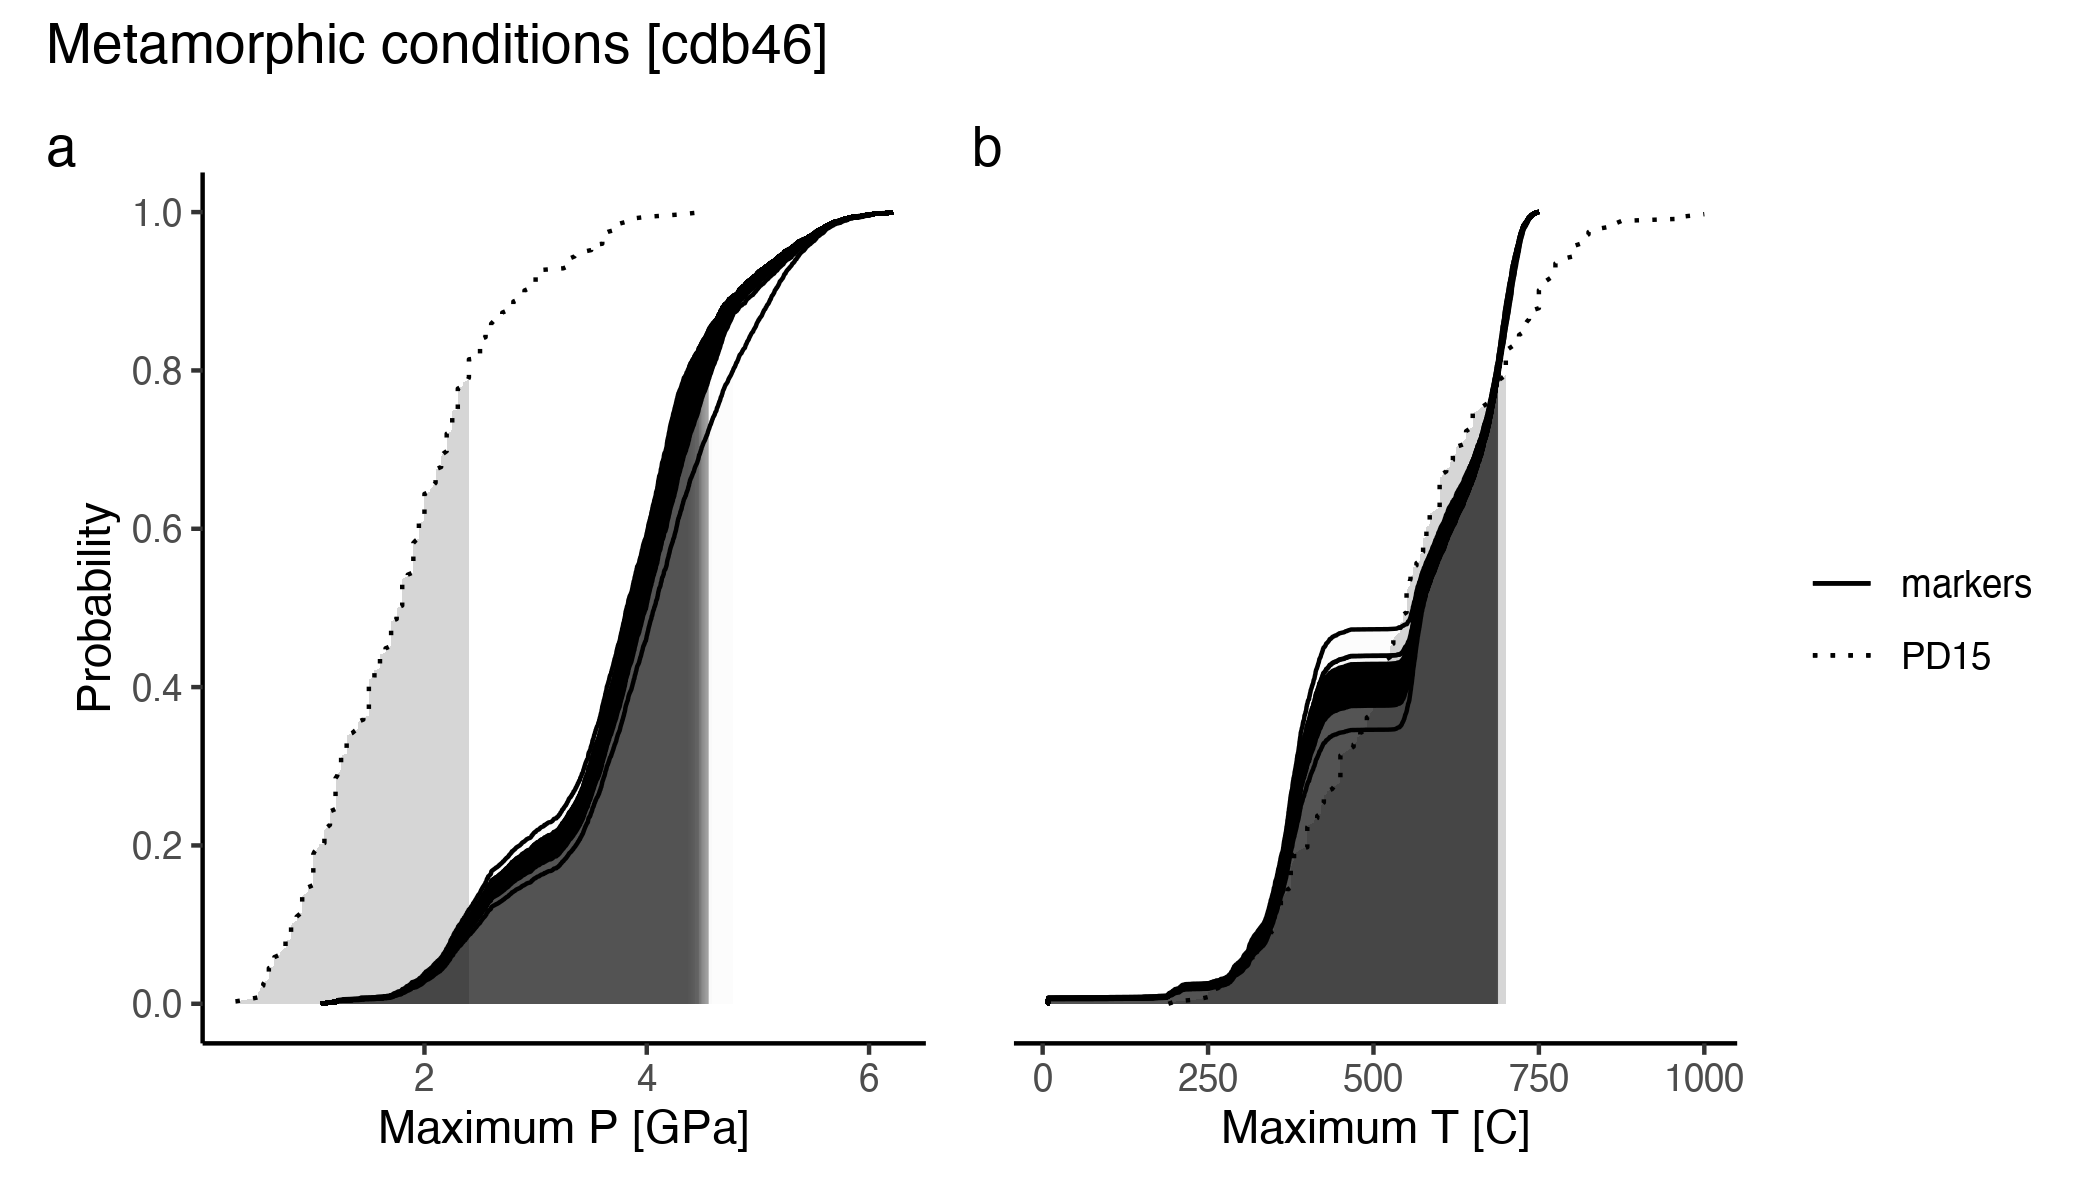 Metamorphic conditions [cdb46]
a
b
Probability
1.0
0.8
0.6
0.4
0.2
0.0
2 4 6
Maximum P [GPa]
0 250 500 750 1000
Maximum T [C]
markers
PD15